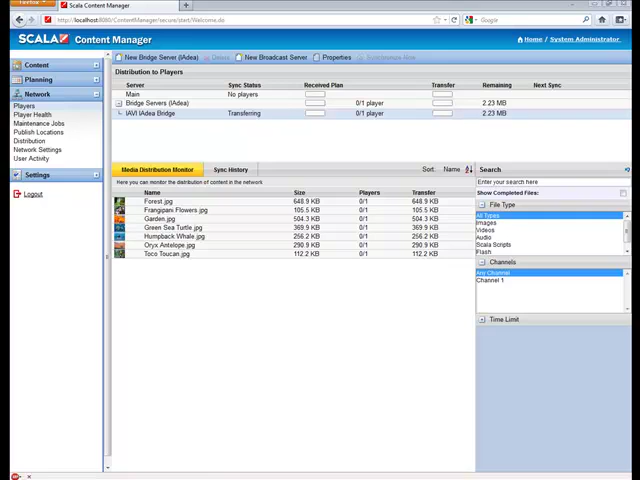 Firefox
Scala Content Manager
http://localhost:8080/ContentManager/secure/start/Welcome.do
Google
SCALA Content Manager
Home / System Administrator
Content
Planning
Network
Players
Player Health
Maintenance Jobs
Publish Locations
Distribution
Network Settings
User Activity
Settings
Logout
New Bridge Server (IAdea) Delete New Broadcast Server Properties Synchronize Now
Distribution to Players
Server Sync Status Received Plan Transfer Remaining Next Sync
Main No players
Bridge Servers (IAdea) 0/1 player 2.23 MB
IAVI IAdea Bridge Transferring 0/1 player 2.23 MB
Media Distribution Monitor Sync History Sort: Name
Here you can monitor the distribution of content in the network
Name Size Players Transfer
Forest.jpg 648.9 KB 0/1 648.9 KB
Frangipani Flowers.jpg 105.5 KB 0/1 105.5 KB
Garden.jpg 504.3 KB 0/1 504.3 KB
Green Sea Turtle.jpg 369.9 KB 0/1 369.9 KB
Humpback Whale.jpg 256.2 KB 0/1 256.2 KB
Oryx Antelope.jpg 290.9 KB 0/1 290.9 KB
Toco Toucan.jpg 112.2 KB 0/1 112.2 KB
Search
Enter your search here
Show Completed Files:
File Type
All Types
Images
Videos
Audio
Scala Scripts
Flash
Channels
Any Channel
Channel 1
Time Limit